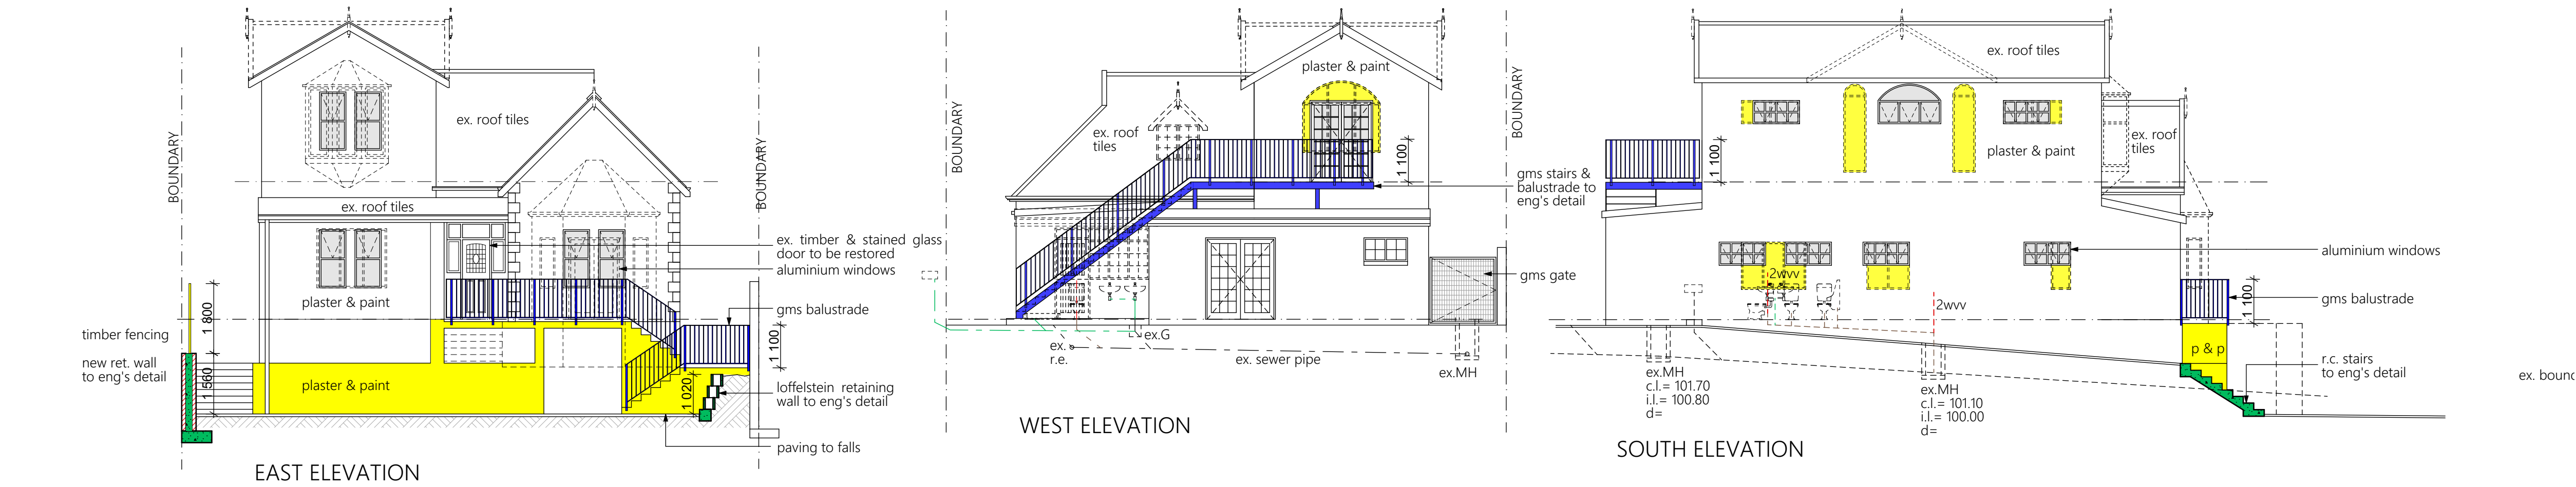 BOUNDARY
ex. roof tiles
ex. roof tiles
plaster & paint
plaster & paint
1 800
1 560
timber fencing
new ret. wall
to eng's detail
BOUNDARY
ex. timber & stained glass
door to be restored
aluminium windows
gms balustrade
1 100
1 020
loffelstein retaining
wall to eng's detail
paving to falls
EAST ELEVATION
BOUNDARY
plaster & paint
ex. roof
tiles
1 100
BOUNDARY
gms stairs &
balustrade to
eng's detail
gms gate
ex.
r.e.
ex.G
ex. sewer pipe
ex.MH
WEST ELEVATION
ex. roof tiles
plaster & paint
ex. roof
tiles
1 100
2wvv
2wvv
aluminium windows
gms balustrade
1 100
p & p
r.c. stairs
to eng's detail
ex.MH
c.l.= 101.70
i.l.= 100.80
d=
ex.MH
c.l.= 101.10
i.l.= 100.00
d=
SOUTH ELEVATION
ex. bound